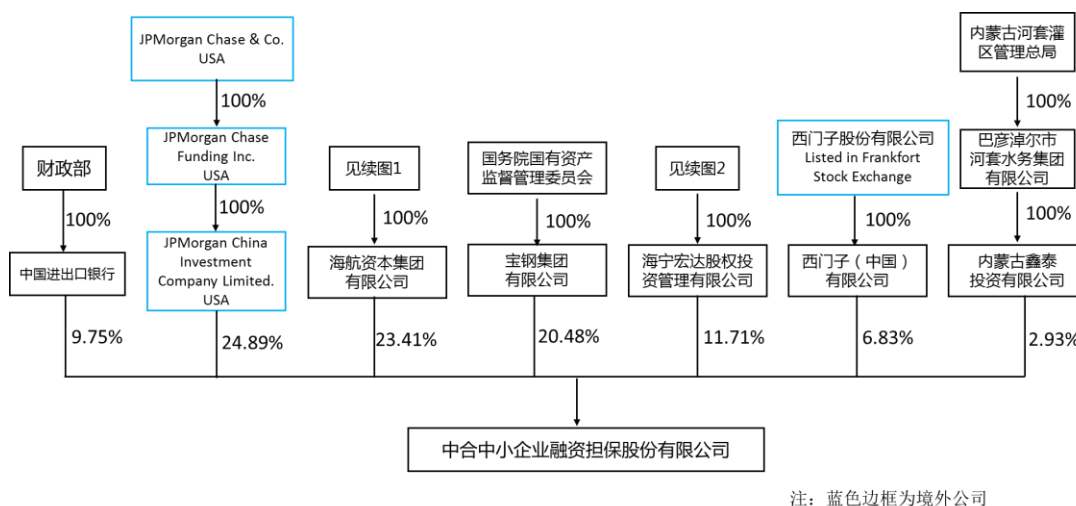 JPMorgan Chase & Co.
USA
内蒙古河套灌
区管理总局
100%
100%
财政部
JPMorgan Chase
Funding Inc.
USA
见续图1
国务院国有资产
监督管理委员会
见续图2
西门子股份有限公司
Listed in Frankfort
Stock Exchange
巴彦淖尔市
河套水务集团
有限公司
100%
100%
100%
100%
100%
100%
100%
中国进出口银行
JPMorgan China
Investment
Company Limited.
USA
海航资本集团
有限公司
宝钢集团
有限公司
海宁宏达股权投
资管理有限公司
西门子（中国）
有限公司
内蒙古鑫泰
投资有限公司
9.75%
24.89%
23.41%
20.48%
11.71%
6.83%
2.93%
中合中小企业融资担保股份有限公司
注：蓝色边框为境外公司